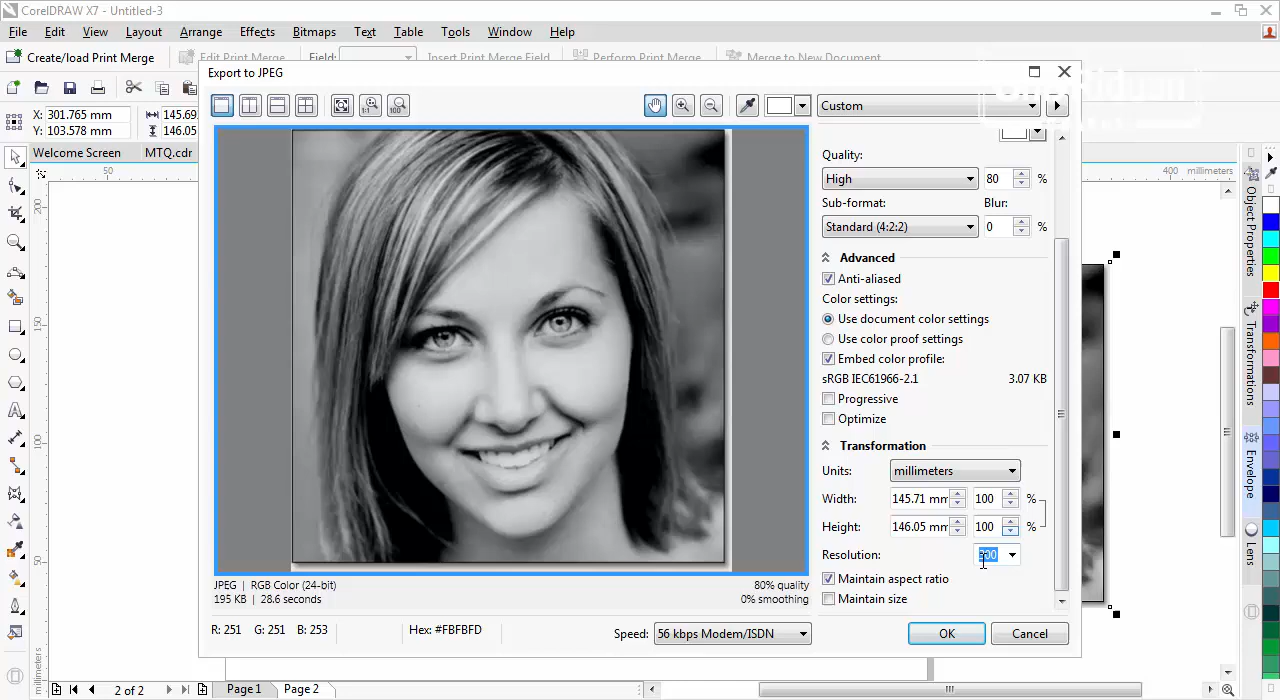 CorelDRAW X7 - Untitled-3
File Edit View Layout Arrange Effects Bitmaps Text Table Tools Window Help
Create/load Print Merge Edit Print Merge Field: Insert Print Merge Field Perform Print Merge Merge to New Document
Export to JPEG
Custom
X: 301.765 mm
Y: 103.578 mm
145.69
146.05
Welcome Screen MTQ.cdr
50
400 millimeters
200
150
100
50
millimeters
Quality:
High 80 %
Sub-format: Blur:
Standard (4:2:2) 0 %
Advanced
Anti-aliased
Color settings:
Use document color settings
Use color proof settings
Embed color profile:
sRGB IEC61966-2.1 3.07 KB
Progressive
Optimize
Transformation
Units: millimeters
Width: 145.71 mm 100 %
Height: 146.05 mm 100 %
Resolution: 300
Maintain aspect ratio
Maintain size
JPEG | RGB Color (24-bit) 80% quality
195 KB | 28.6 seconds 0% smoothing
R: 251 G: 251 B: 253 Hex: #FBFBFD Speed: 56 kbps Modem/ISDN OK Cancel
2 of 2 Page 1 Page 2
Object Properties
Transformations
Envelope
Lens